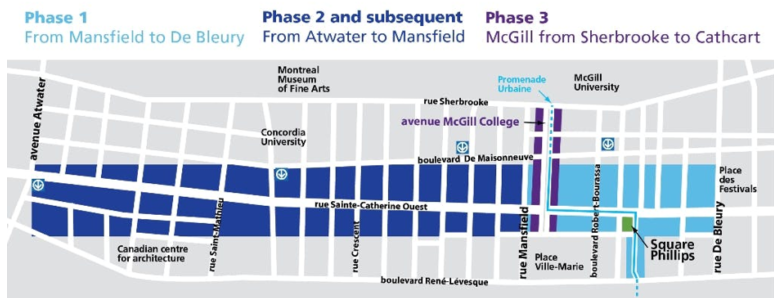 Phase 1
From Mansfield to De Bleury
Phase 2 and subsequent
From Atwater to Mansfield
Phase 3
McGill from Sherbrooke to Cathcart
Montreal
Museum
of Fine Arts
Promenade
Urbaine
McGill
University
avenue Atwater
rue Sherbrooke
avenue McGill College
Concordia
University
boulevard De Maisonneuve
Place
des
Festivals
rue Sainte-Catherine Ouest
rue Saint-Mathieu
rue Crescent
rue Mansfield
boulevard Robert-Bourassa
rue De Bleury
Canadian centre
for architecture
Place
Ville-Marie
Square
Phillips
boulevard René-Lévesque